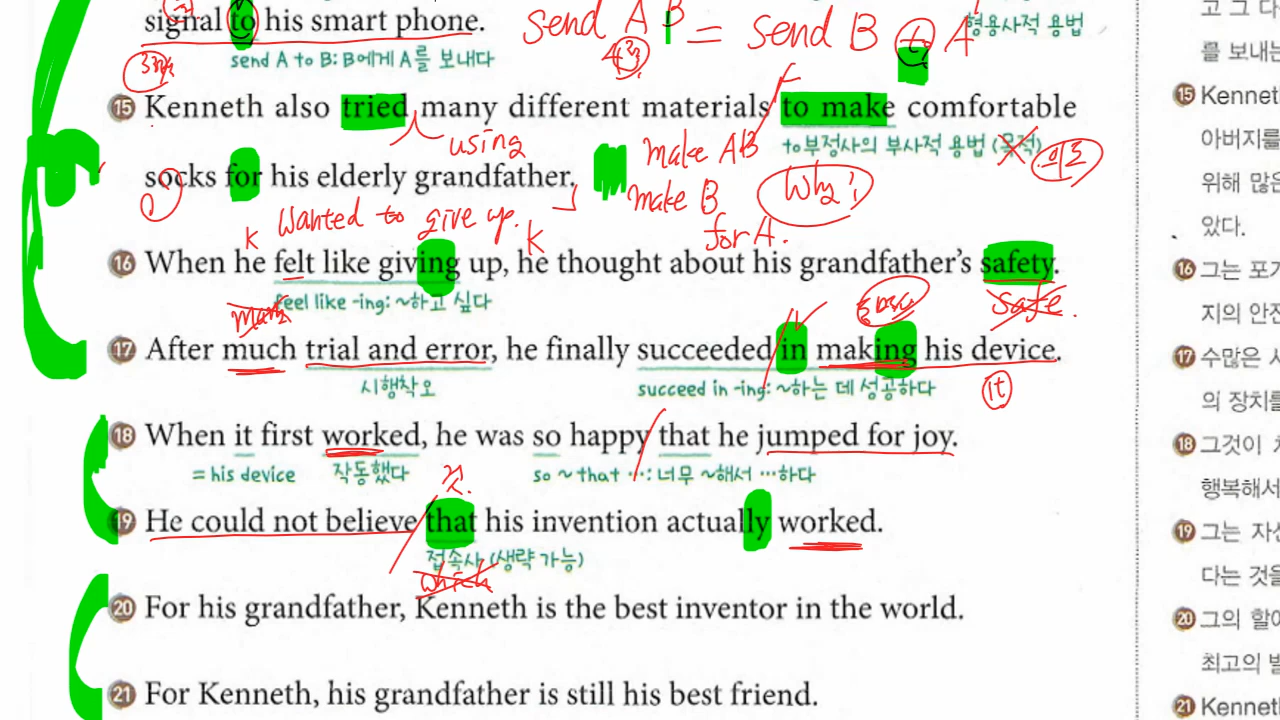 send A B = send B to A
형용사적 용법
signal to his smart phone.
send A to B: B에게 A를 보내다
고 그 다
를 보내는
⑮ Kenneth also tried many different materials to make comfortable
using
make A B
to부정사의 부사적 용법 (목적)
socks for his elderly grandfather.
make B
for A.
Why?
wanted to give up.
K
K
⑯ When he felt like giving up, he thought about his grandfather's safety.
feel like -ing: ~하고 싶다
safe.
⑰ After much trial and error, he finally succeeded in making his device.
시행착오
succeed in -ing: ~하는 데 성공하다
it
⑱ When it first worked, he was so happy that he jumped for joy.
= his device
작동했다
so ~ that …: 너무 ~해서 …하다
것.
⑲ He could not believe that his invention actually worked.
접속사 (생략 가능)
which
⑳ For his grandfather, Kenneth is the best inventor in the world.
㉑ For Kenneth, his grandfather is still his best friend.
⑮ Kenneth
아버지를
위해 많은
았다.
⑯ 그는 포기
지의 안전
⑰ 수많은 시
의 장치를
⑱ 그것이 처
행복해서
⑲ 그는 자신
다는 것을
⑳ 그의 할아
최고의 발
㉑ Kenneth